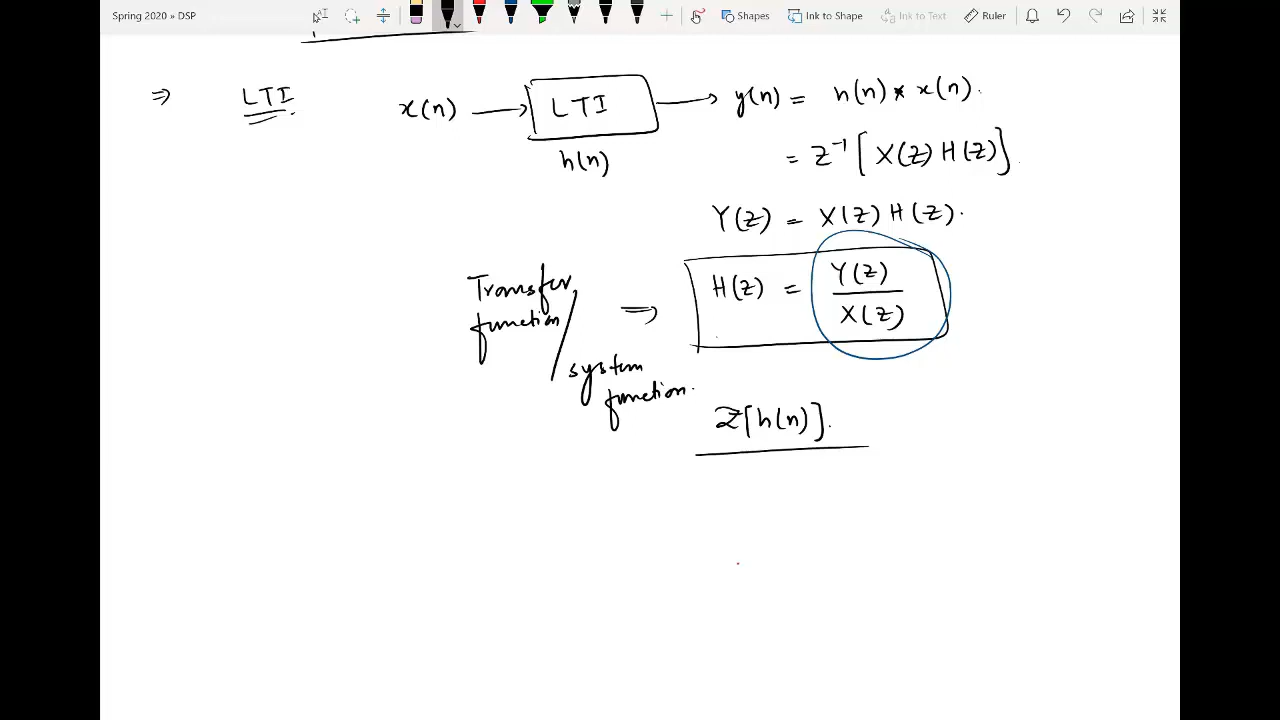 Spring 2020 » DSP
Shapes
Ink to Shape
Ink to Text
Ruler
⇒ LTI x(n) → LTI → y(n) = h(n) * x(n).
h(n)
= Z⁻¹ [X(Z) H(Z)].
Y(Z) = X(Z) H(Z).
Transfer function / system function. → H(Z) = Y(Z) / X(Z)
Z[h(n)].